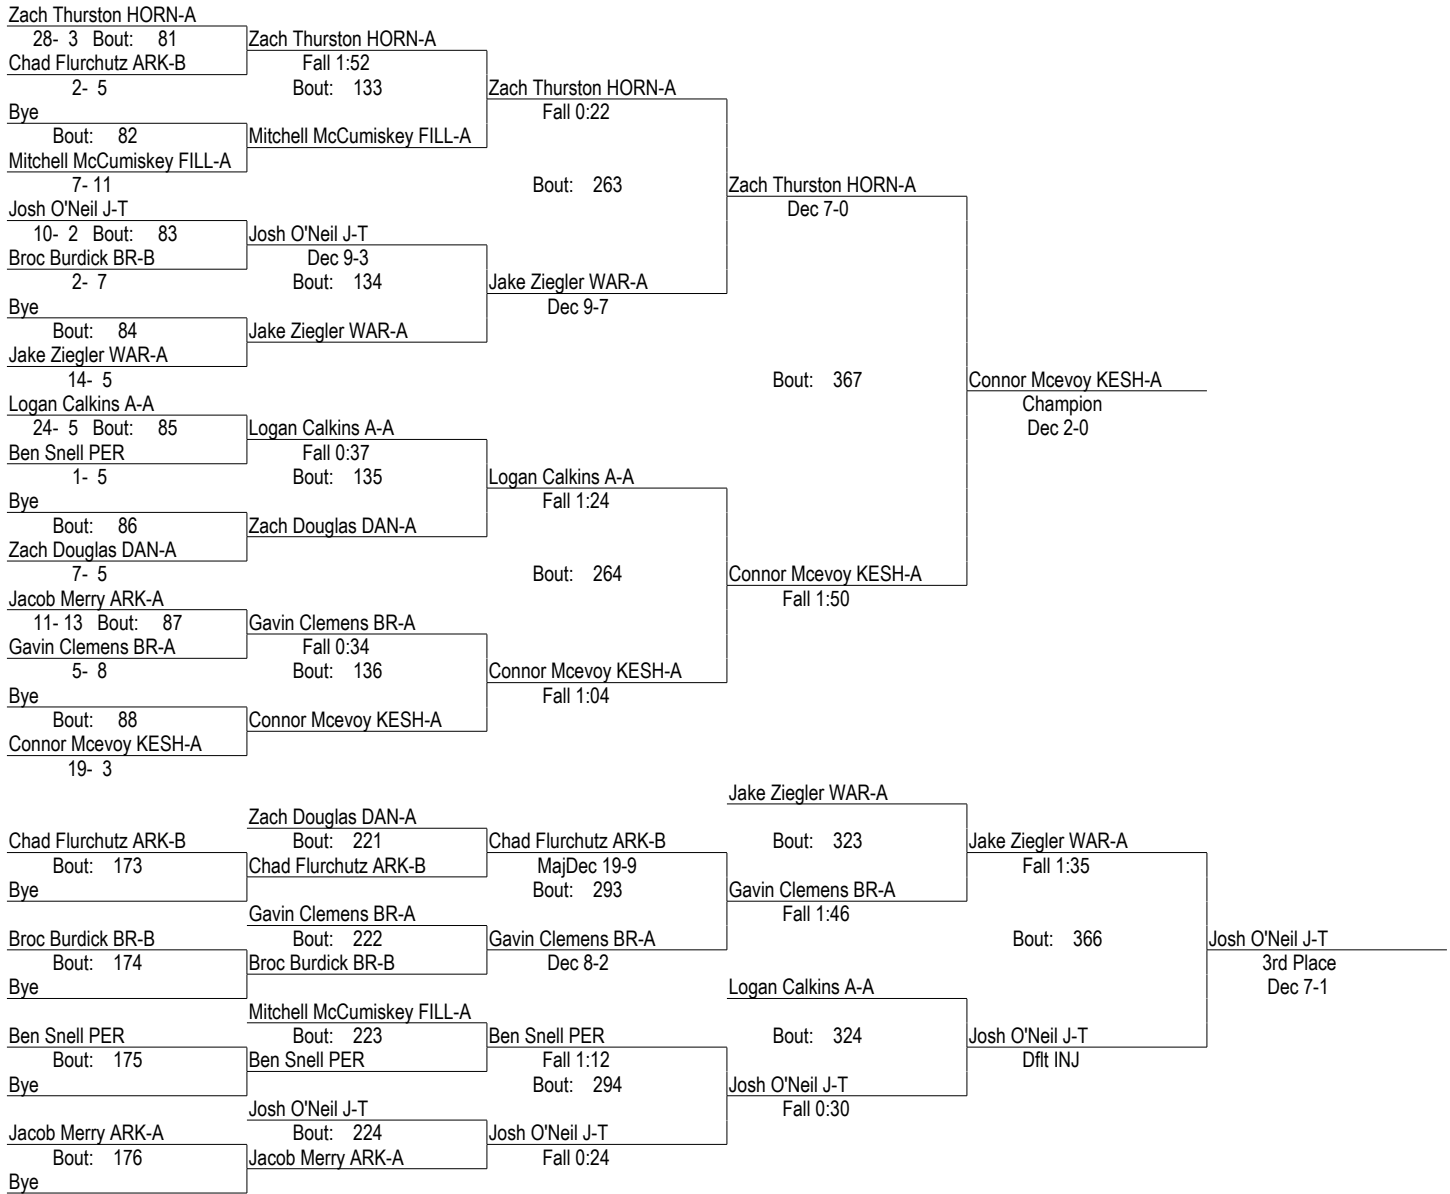 Zach Thurston HORN-A
28- 3 Bout: 81 Zach Thurston HORN-A
Chad Flurchutz ARK-B Fall 1:52
2- 5 Bout: 133 Zach Thurston HORN-A
Bye Fall 0:22
Bout: 82 Mitchell McCumiskey FILL-A
Mitchell McCumiskey FILL-A
7- 11 Bout: 263 Zach Thurston HORN-A
Josh O'Neil J-T Dec 7-0
10- 2 Bout: 83 Josh O'Neil J-T
Broc Burdick BR-B Dec 9-3
2- 7 Bout: 134 Jake Ziegler WAR-A
Bye Dec 9-7
Bout: 84 Jake Ziegler WAR-A
Jake Ziegler WAR-A
14- 5 Bout: 367 Connor Mcevoy KESH-A
Logan Calkins A-A Champion
24- 5 Bout: 85 Logan Calkins A-A Dec 2-0
Ben Snell PER Fall 0:37
1- 5 Bout: 135 Logan Calkins A-A
Bye Fall 1:24
Bout: 86 Zach Douglas DAN-A
Zach Douglas DAN-A
7- 5 Bout: 264 Connor Mcevoy KESH-A
Jacob Merry ARK-A Fall 1:50
11- 13 Bout: 87 Gavin Clemens BR-A
Gavin Clemens BR-A Fall 0:34
5- 8 Bout: 136 Connor Mcevoy KESH-A
Bye Fall 1:04
Bout: 88 Connor Mcevoy KESH-A
Connor Mcevoy KESH-A
19- 3
Jake Ziegler WAR-A
Zach Douglas DAN-A
Chad Flurchutz ARK-B Bout: 221 Chad Flurchutz ARK-B Bout: 323 Jake Ziegler WAR-A
Bout: 173 Chad Flurchutz ARK-B MajDec 19-9 Fall 1:35
Bye Bout: 293 Gavin Clemens BR-A
Gavin Clemens BR-A Fall 1:46
Broc Burdick BR-B Bout: 222 Gavin Clemens BR-A Bout: 366 Josh O'Neil J-T
Bout: 174 Broc Burdick BR-B Dec 8-2 3rd Place
Bye Logan Calkins A-A Dec 7-1
Mitchell McCumiskey FILL-A
Ben Snell PER Bout: 223 Ben Snell PER Bout: 324 Josh O'Neil J-T
Bout: 175 Ben Snell PER Fall 1:12 Dflt INJ
Bye Bout: 294 Josh O'Neil J-T
Josh O'Neil J-T Fall 0:30
Jacob Merry ARK-A Bout: 224 Josh O'Neil J-T
Bout: 176 Jacob Merry ARK-A Fall 0:24
Bye